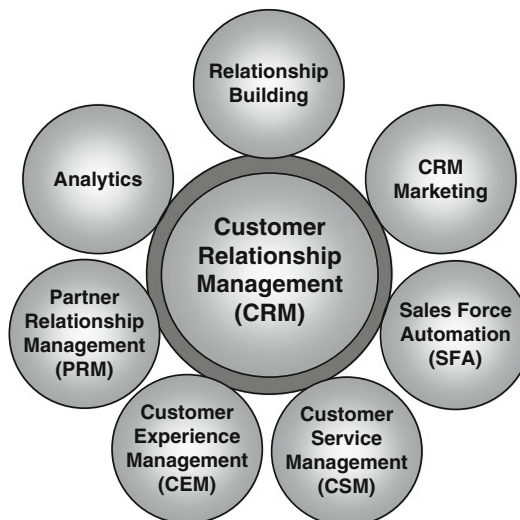 Relationship
Building
Analytics
CRM
Marketing
Customer
Relationship
Management
(CRM)
Partner
Relationship
Management
(PRM)
Sales Force
Automation
(SFA)
Customer
Experience
Management
(CEM)
Customer
Service
Management
(CSM)